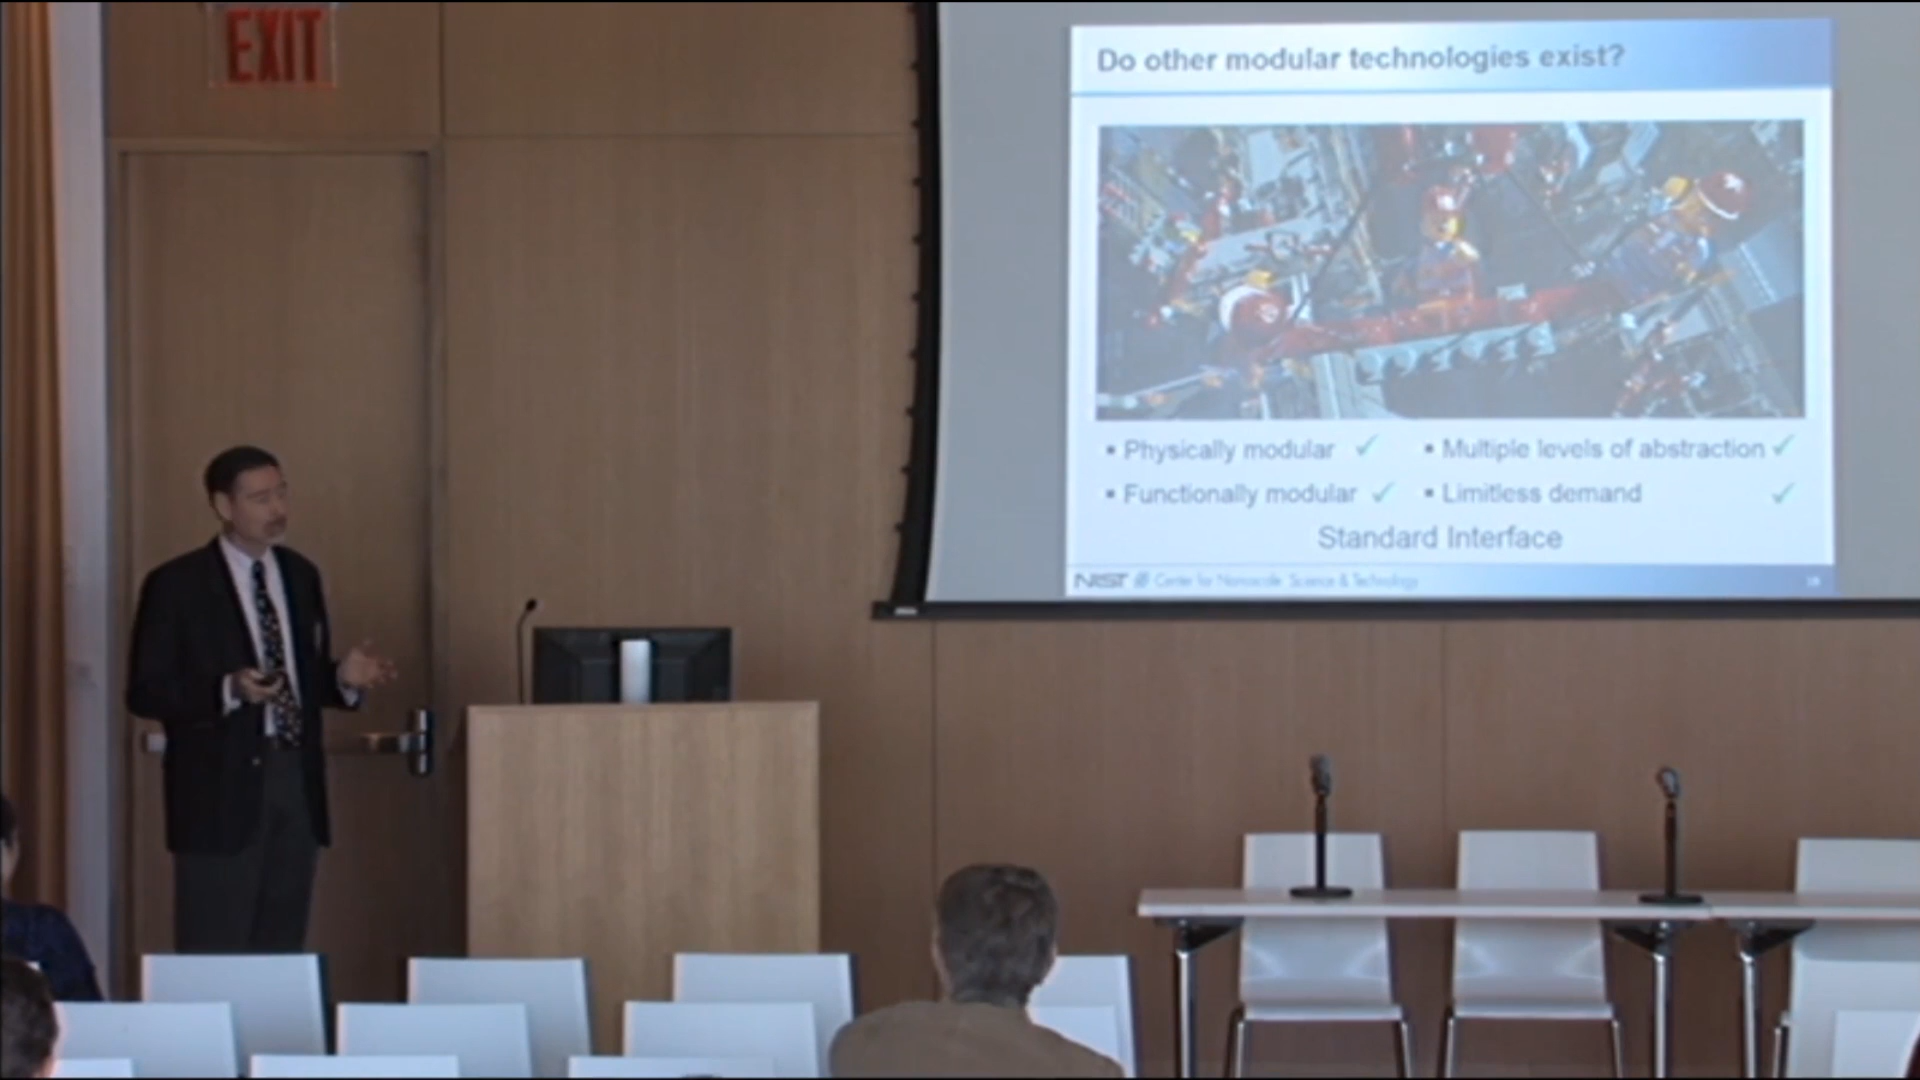 EXIT
Do other modular technologies exist?
▪ Physically modular ✓
▪ Multiple levels of abstraction ✓
▪ Functionally modular ✓
▪ Limitless demand ✓
Standard Interface
NIST Center for Nanoscale Science & Technology